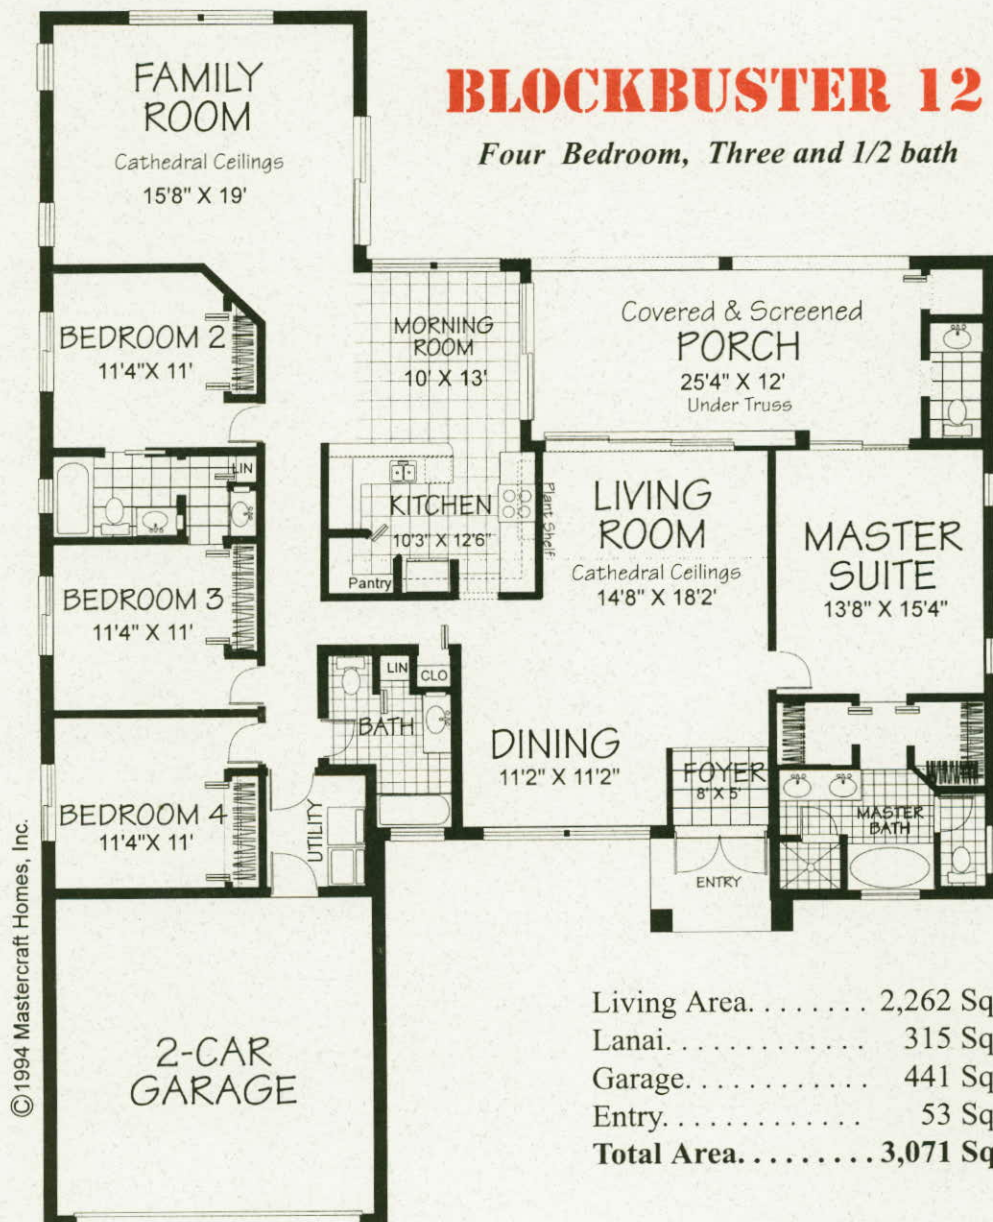 BLOCKBUSTER 12
Four Bedroom, Three and 1/2 bath
FAMILY
ROOM
Cathedral Ceilings
15'8" X 19'
BEDROOM 2
11'4"X 11'
MORNING
ROOM
10' X 13'
Covered & Screened
PORCH
25'4" X 12'
Under Truss
LIN
KITCHEN
10'3" X 12'6"
Pantry
Plant Shelf
LIVING
ROOM
Cathedral Ceilings
14'8" X 18'2'
MASTER
SUITE
13'8" X 15'4"
BEDROOM 3
11'4" X 11'
LIN
CLO
BATH
DINING
11'2" X 11'2"
FOYER
8' X 5'
MASTER
BATH
BEDROOM 4
11'4"X 11'
UTILITY
ENTRY
©1994 Mastercraft Homes, Inc.
2-CAR
GARAGE
Living Area. . . . . . . . 2,262 Sq
Lanai. . . . . . . . . . . . . 315 Sq
Garage. . . . . . . . . . . . 441 Sq
Entry. . . . . . . . . . . . . 53 Sq
Total Area. . . . . . . . . 3,071 Sq